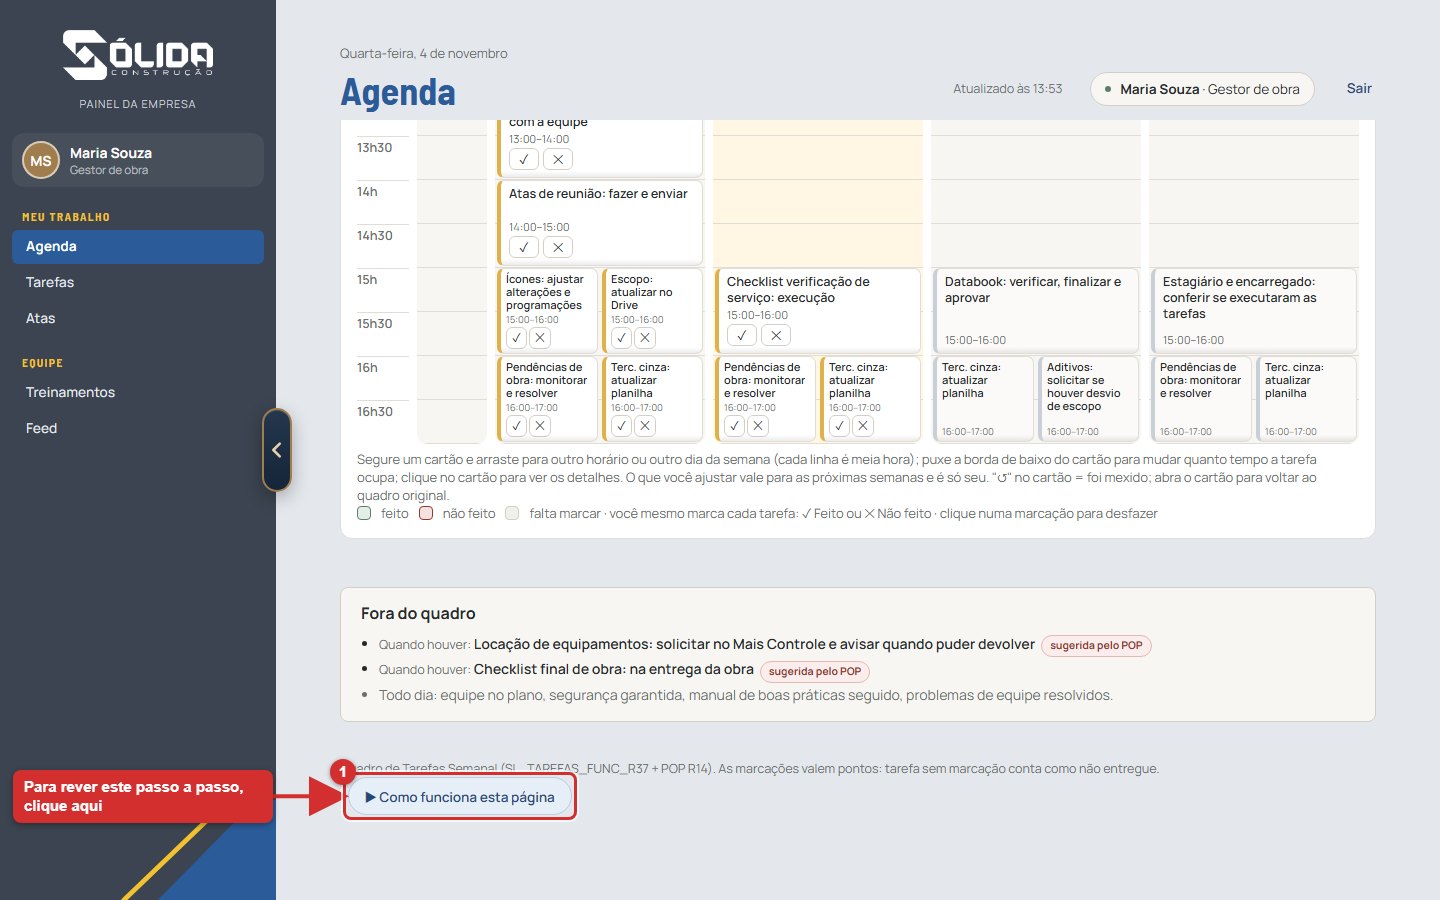 SÓLIDA
CONSTRUÇÃO
PAINEL DA EMPRESA
MS
Maria Souza
Gestor de obra
MEU TRABALHO
Agenda
Tarefas
Atas
EQUIPE
Treinamentos
Feed
Quarta-feira, 4 de novembro
Agenda
Atualizado às 13:53
Maria Souza · Gestor de obra
Sair
13h30
14h
14h30
15h
15h30
16h
16h30
com a equipe
13:00–14:00
✓ ✕
Atas de reunião: fazer e enviar
14:00–15:00
✓ ✕
Ícones: ajustar
alterações e
programações
15:00–16:00
✓ ✕
Escopo:
atualizar no
Drive
15:00–16:00
✓ ✕
Pendências de
obra: monitorar
e resolver
16:00–17:00
✓ ✕
Terc. cinza:
atualizar
planilha
16:00–17:00
✓ ✕
Checklist verificação de
serviço: execução
15:00–16:00
✓ ✕
Pendências de
obra: monitorar
e resolver
16:00–17:00
✓ ✕
Terc. cinza:
atualizar
planilha
16:00–17:00
✓ ✕
Databook: verificar, finalizar e
aprovar
15:00–16:00
Terc. cinza:
atualizar
planilha
16:00–17:00
Aditivos:
solicitar se
houver desvio
de escopo
16:00–17:00
Estagiário e encarregado:
conferir se executaram as
tarefas
15:00–16:00
Pendências de
obra: monitorar
e resolver
16:00–17:00
Terc. cinza:
atualizar
planilha
16:00–17:00
Segure um cartão e arraste para outro horário ou outro dia da semana (cada linha é meia hora); puxe a borda de baixo do cartão para mudar quanto tempo a tarefa
ocupa; clique no cartão para ver os detalhes. O que você ajustar vale para as próximas semanas e é só seu. "↺" no cartão = foi mexido; abra o cartão para voltar ao
quadro original.
feito não feito falta marcar · você mesmo marca cada tarefa: ✓ Feito ou ✕ Não feito · clique numa marcação para desfazer
Fora do quadro
• Quando houver: Locação de equipamentos: solicitar no Mais Controle e avisar quando puder devolver sugerida pelo POP
• Quando houver: Checklist final de obra: na entrega da obra sugerida pelo POP
• Todo dia: equipe no plano, segurança garantida, manual de boas práticas seguido, problemas de equipe resolvidos.
adro de Tarefas Semanal (SL_TAREFAS_FUNC_R37 + POP R14). As marcações valem pontos: tarefa sem marcação conta como não entregue.
1
▶ Como funciona esta página
Para rever este passo a passo,
clique aqui